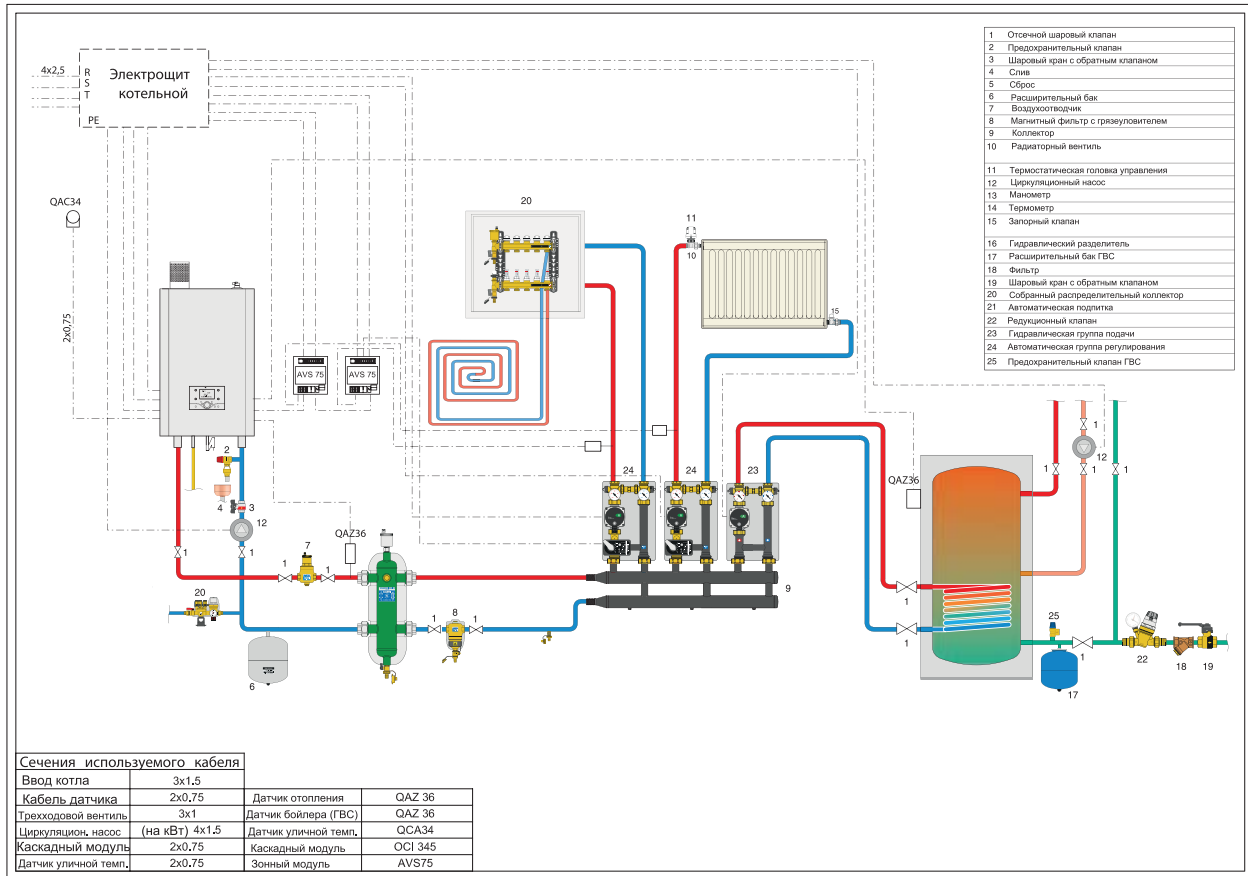 4x2,5
R
S
T
PE
Электрощит
котельной
1 Отсечной шаровый клапан
2 Предохранительный клапан
3 Шаровый кран с обратным клапаном
4 Слив
5 Сброс
6 Расширительный бак
7 Воздухоотводчик
8 Магнитный фильтр с грязеуловителем
9 Коллектор
10 Радиаторный вентиль
11 Термостатическая головка управления
12 Циркуляционный насос
13 Манометр
14 Термометр
15 Запорный клапан
16 Гидравлический разделитель
17 Расширительный бак ГВС
18 Фильтр
19 Шаровый кран с обратным клапаном
20 Собранный распределительный коллектор
21 Автоматическая подпитка
22 Редукционный клапан
23 Гидравлическая группа подачи
24 Автоматическая группа регулирования
25 Предохранительный клапан ГВС
QAC34
2x0,75
20
11
10
15
AVS 75
AVS 75
2
4
3
12
1
1
QAZ36
7
1
1
20
6
8
1
1
24
24
23
9
QAZ36
1
1
1
12
1
1
1
1
25
17
1
22
18
19
Сечения используемого кабеля
Ввод котла 3x1.5
Кабель датчика 2x0.75 Датчик отопления QAZ 36
Трехходовой вентиль 3x1 Датчик бойлера (ГВС) QAZ 36
Циркуляцион. насос (на кВт) 4x1.5 Датчик уличной темп. QCA34
Каскадный модуль 2x0.75 Каскадный модуль OCI 345
Датчик уличной темп. 2x0.75 Зонный модуль AVS75